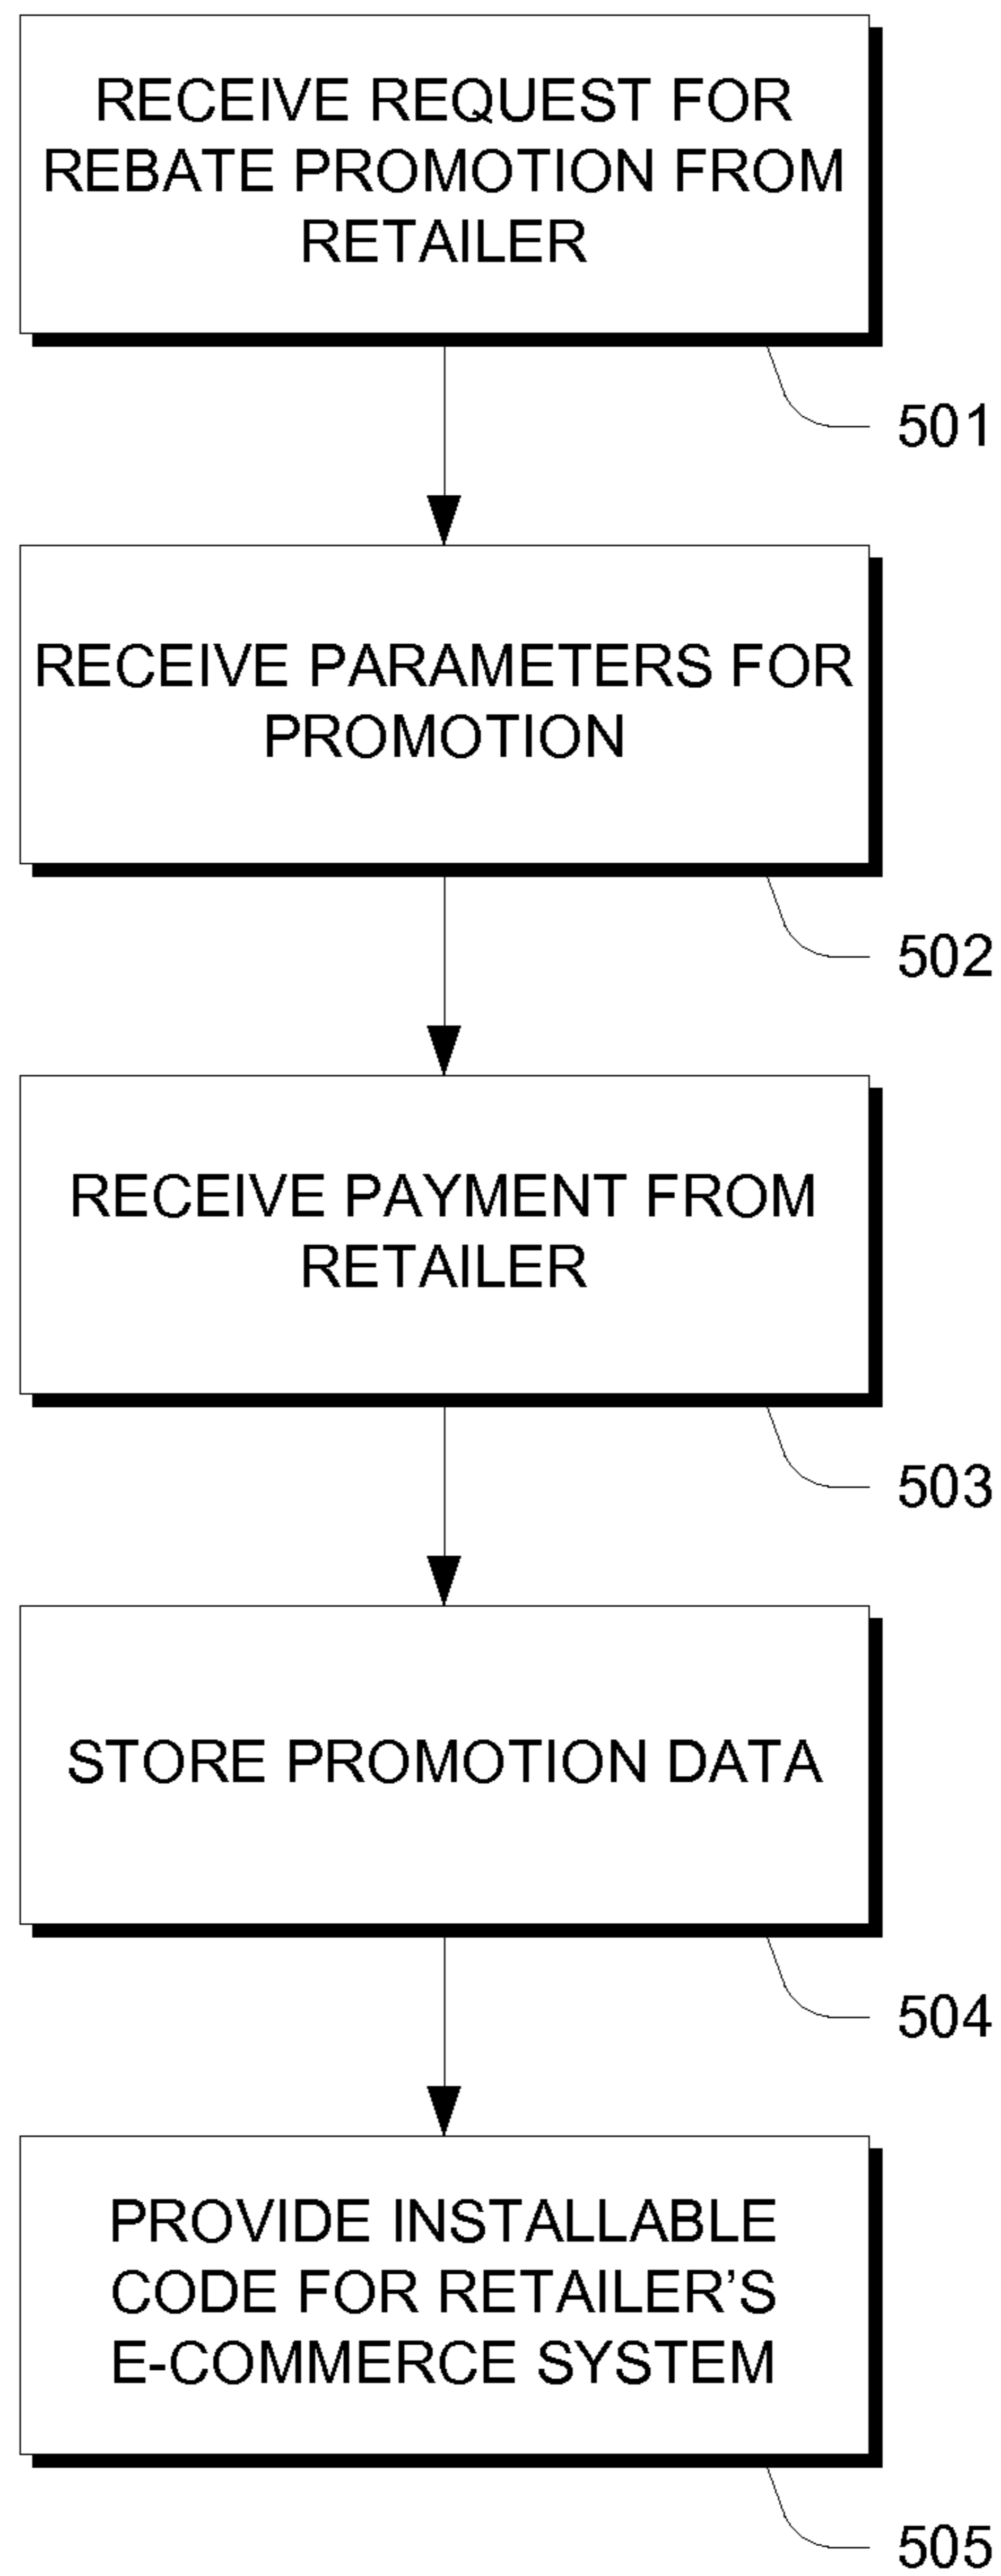 RECEIVE REQUEST FOR
REBATE PROMOTION FROM
RETAILER
501
RECEIVE PARAMETERS FOR
PROMOTION
502
RECEIVE PAYMENT FROM
RETAILER
503
STORE PROMOTION DATA
504
PROVIDE INSTALLABLE
CODE FOR RETAILER’S
E-COMMERCE SYSTEM
505